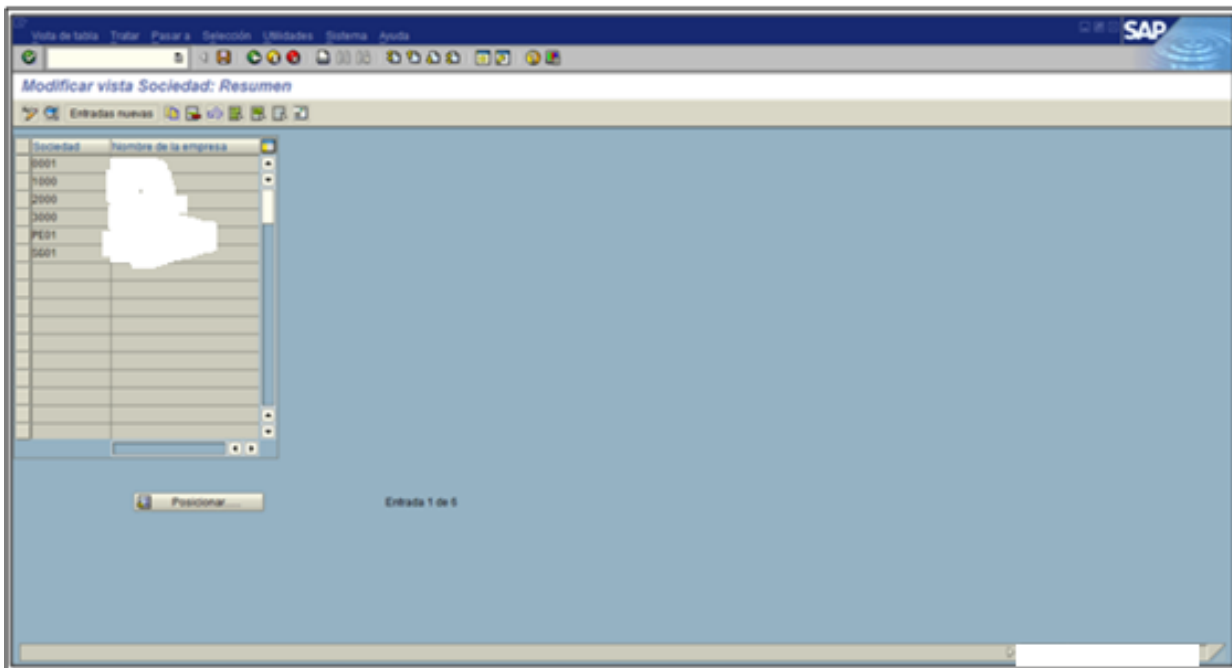 Vista de tabla Tratar Pasar a Selección Utilidades Sistema Ayuda
SAP
Modificar vista Sociedad: Resumen
Entradas nuevas
Sociedad Nombre de la empresa
0001
1000
2000
3000
PE01
SG01
Posicionar.... Entrada 1 de 6